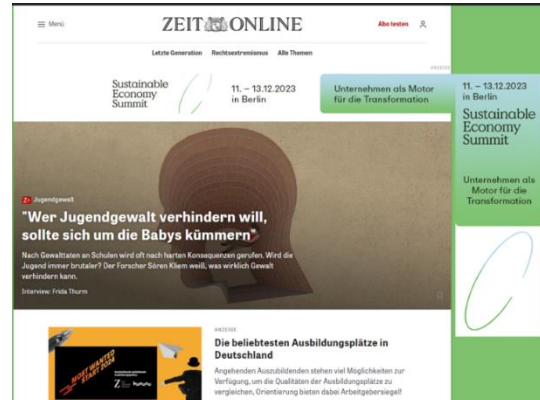 Menü
ZEIT ONLINE
Abo testen
Letzte Generation Rechtsextremismus Alle Themen
ANZEIGE
Sustainable
Economy
Summit
11. – 13.12.2023
in Berlin
Unternehmen als Motor
für die Transformation
11. – 13.12.2023
in Berlin
Sustainable
Economy
Summit
Unternehmen als
Motor für die
Transformation
Z+ Jugendgewalt
"Wer Jugendgewalt verhindern will,
sollte sich um die Babys kümmern"
Nach Gewalttaten an Schulen wird oft nach harten Konsequenzen gerufen. Wird die
Jugend immer brutaler? Der Forscher Sören Kliem weiß, was wirklich Gewalt
verhindern kann.
Interview: Frida Thurm
ANZEIGE
Die beliebtesten Ausbildungsplätze in
Deutschland
Angehenden Auszubildenden stehen viel Möglichkeiten zur
Verfügung, um die Qualitäten der Ausbildungsplätze zu
vergleichen, Orientierung bieten dabei Arbeitgebersiegel!
MOST WANTED
START 2024